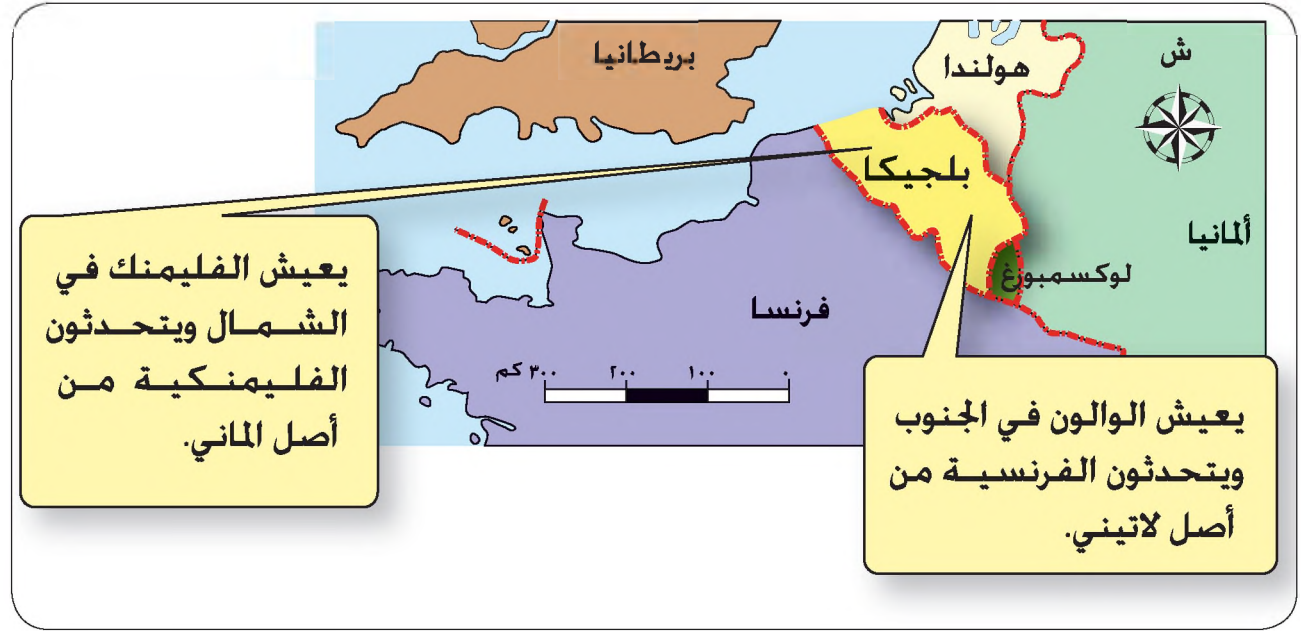 بريطانيا
هولندا
ش
بلجيكا
ألمانيا
لوكسمبورغ
فرنسا
٣٠٠ كم ٢٠٠ ١٠٠ ٠
يعيش الفليمنك في
الشمال ويتحدثون
الفليمنكية من
أصل الماني.
يعيش الوالون في الجنوب
ويتحدثون الفرنسية من
أصل لاتيني.